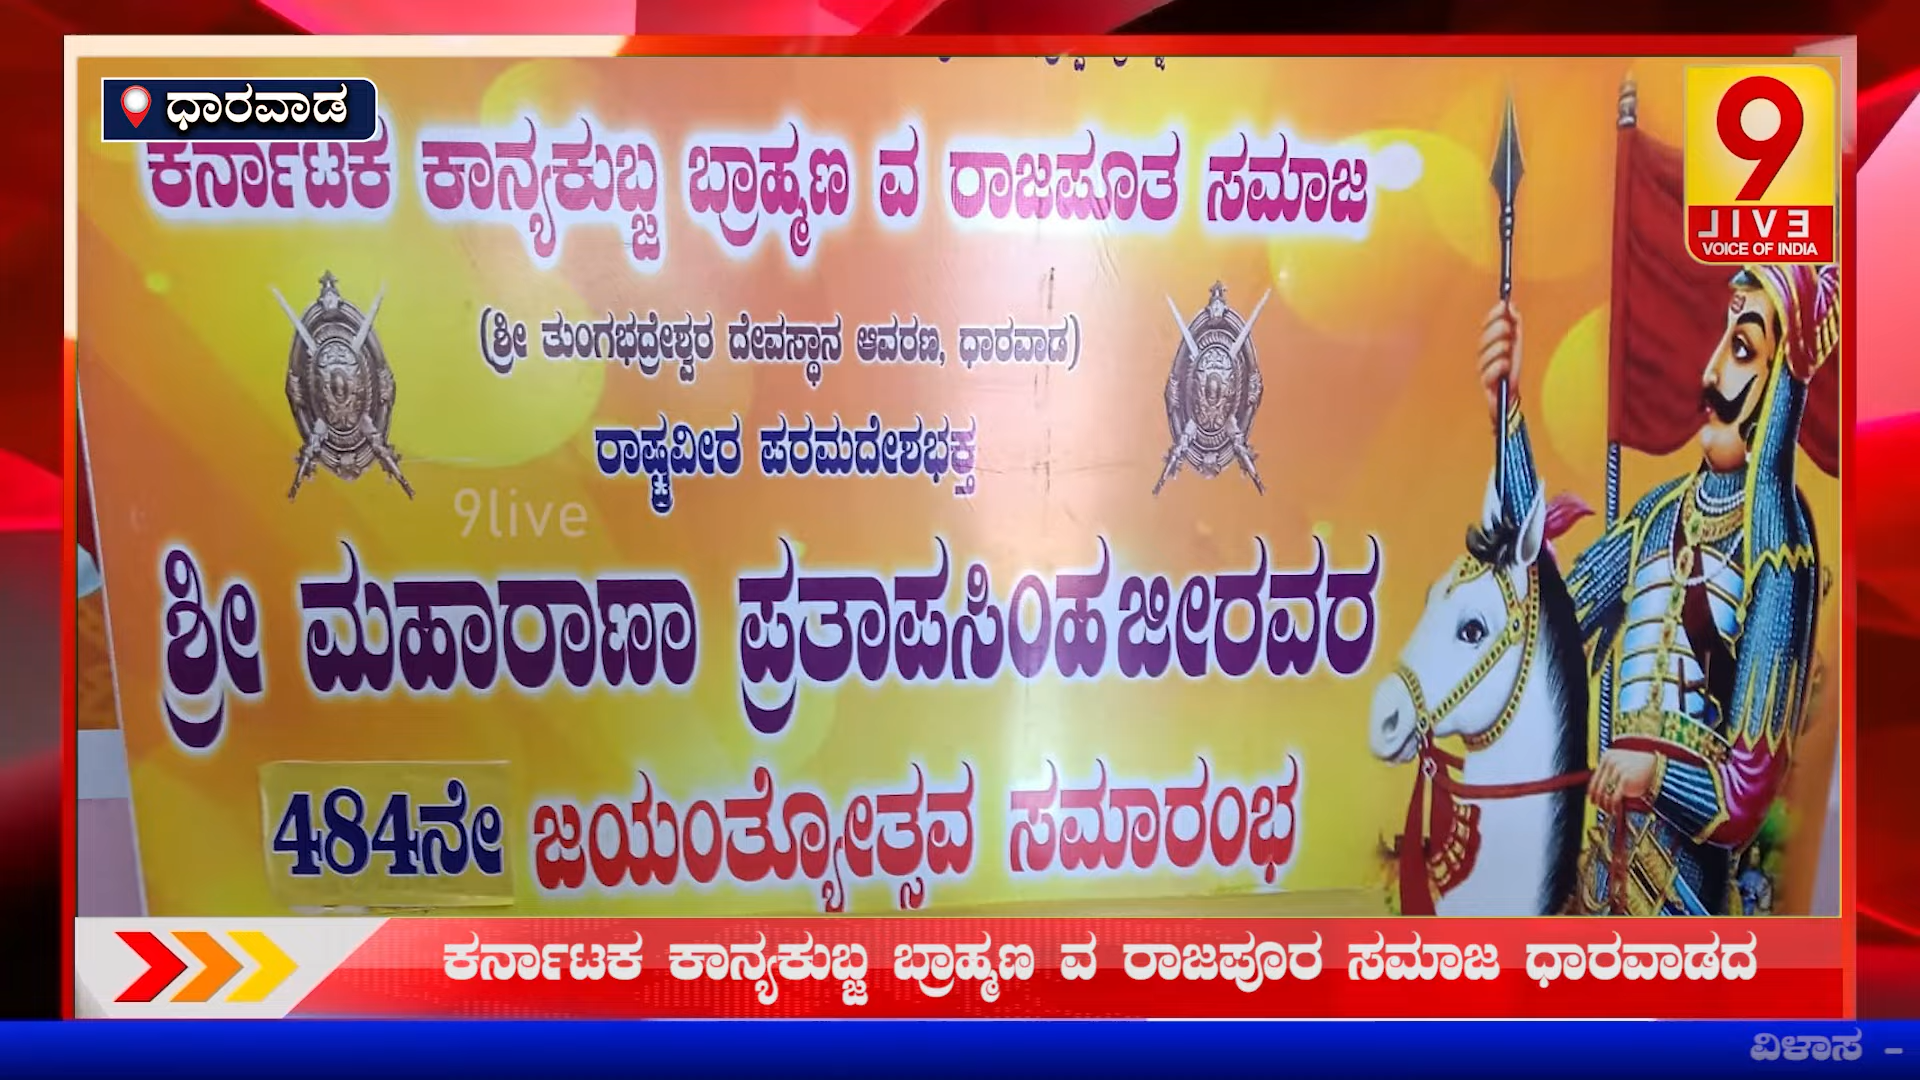 ಧಾರವಾಡ
9
LIVE
VOICE OF INDIA
ಕರ್ನಾಟಕ ಕಾನ್ಯಕುಬ್ಜ ಬ್ರಾಹ್ಮಣ ವ ರಾಜಪೂತ ಸಮಾಜ
(ಶ್ರೀ ತುಂಗಭದ್ರೇಶ್ವರ ದೇವಸ್ಥಾನ ಆವರಣ, ಧಾರವಾಡ)
ರಾಷ್ಟ್ರವೀರ ಪರಮದೇಶಭಕ್ತ
9live
ಶ್ರೀ ಮಹಾರಾಣಾ ಪ್ರತಾಪಸಿಂಹಜೀರವರ
484ನೇ ಜಯಂತ್ಯೋತ್ಸವ ಸಮಾರಂಭ
ಕರ್ನಾಟಕ ಕಾನ್ಯಕುಬ್ಜ ಬ್ರಾಹ್ಮಣ ವ ರಾಜಪೂರ ಸಮಾಜ ಧಾರವಾಡದ
ವಿಳಾಸ -